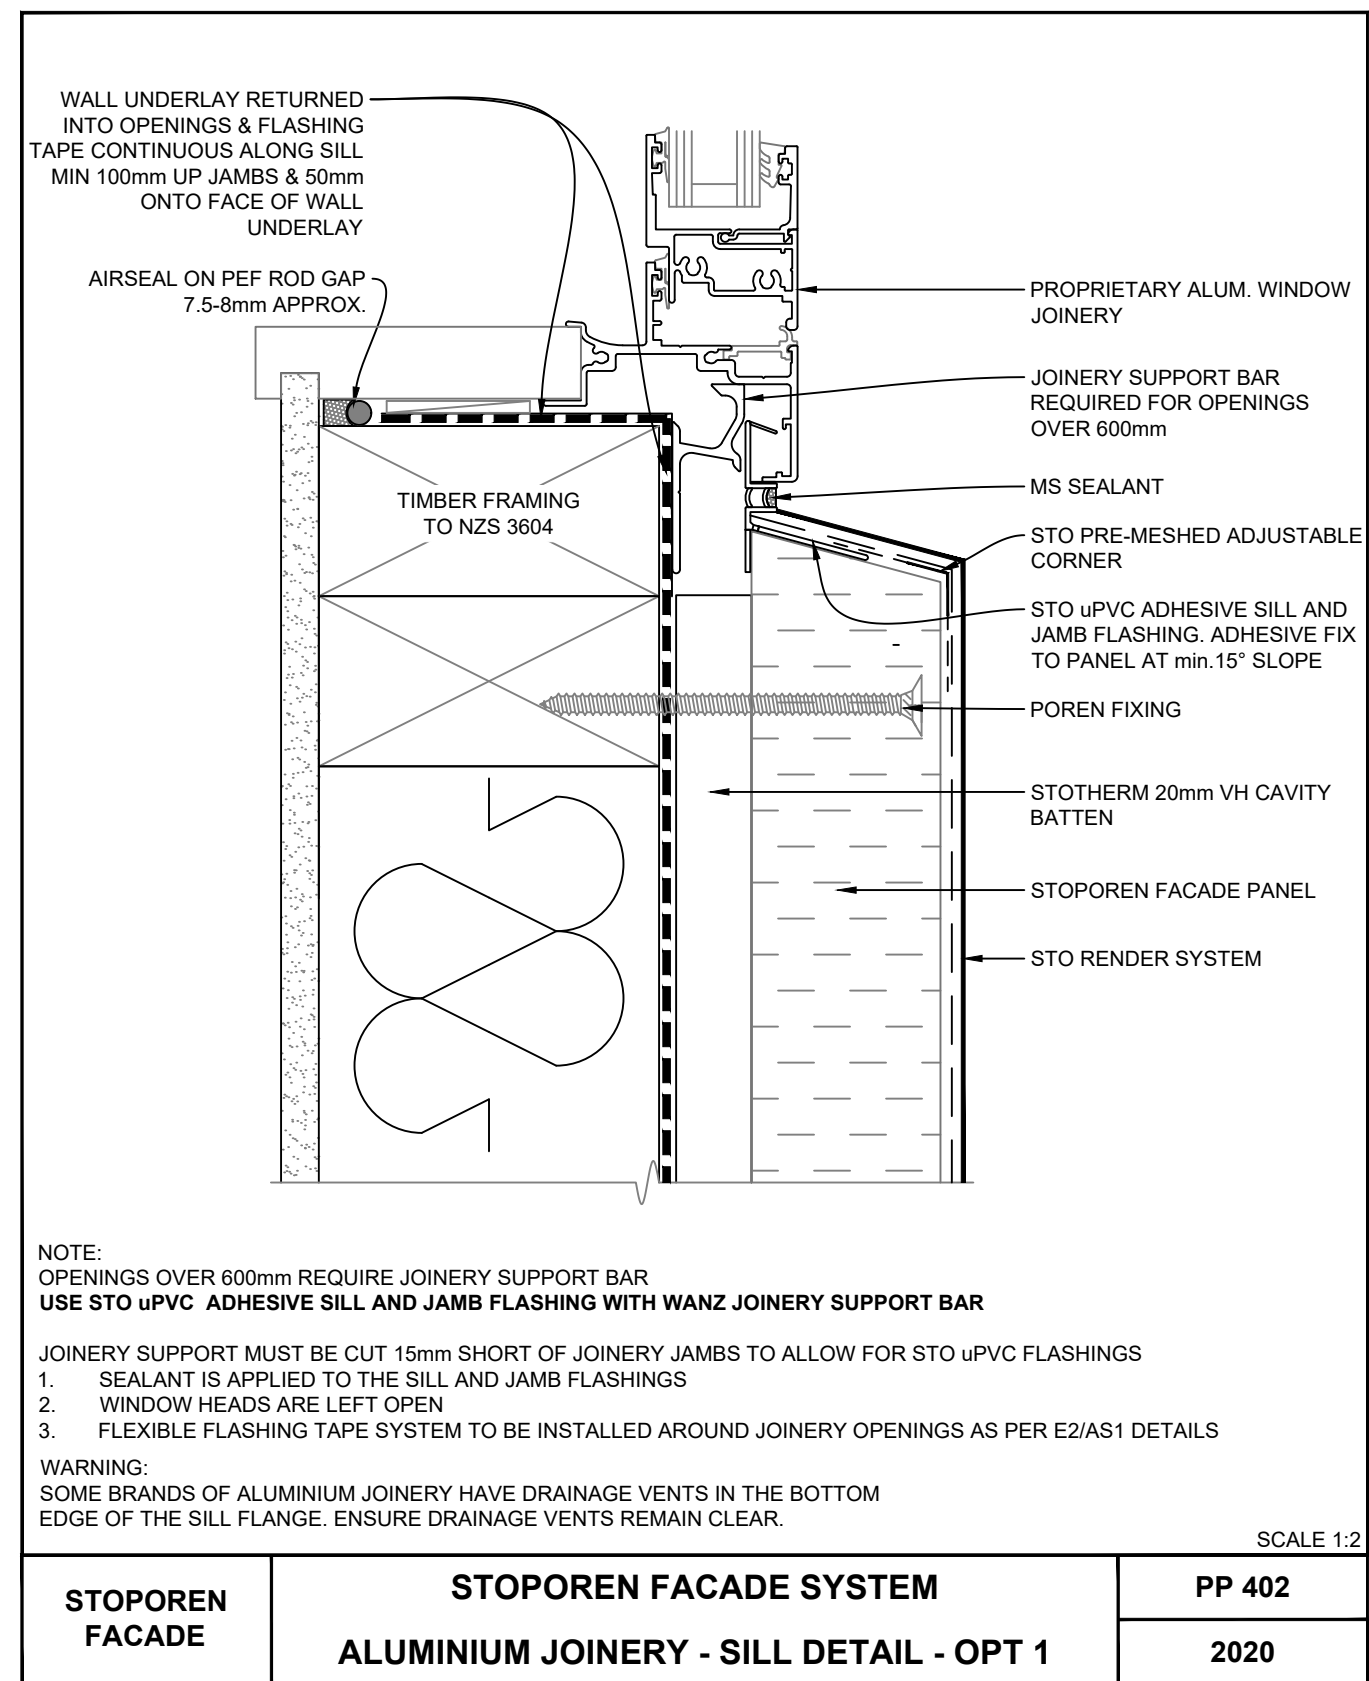 WALL UNDERLAY RETURNED
INTO OPENINGS & FLASHING
TAPE CONTINUOUS ALONG SILL
MIN 100mm UP JAMBS & 50mm
ONTO FACE OF WALL
UNDERLAY
AIRSEAL ON PEF ROD GAP
7.5-8mm APPROX.
TIMBER FRAMING
TO NZS 3604
PROPRIETARY ALUM. WINDOW
JOINERY
JOINERY SUPPORT BAR
REQUIRED FOR OPENINGS
OVER 600mm
MS SEALANT
STO PRE-MESHED ADJUSTABLE
CORNER
STO uPVC ADHESIVE SILL AND
JAMB FLASHING. ADHESIVE FIX
TO PANEL AT min.15° SLOPE
POREN FIXING
STOTHERM 20mm VH CAVITY
BATTEN
STOPOREN FACADE PANEL
STO RENDER SYSTEM
NOTE:
OPENINGS OVER 600mm REQUIRE JOINERY SUPPORT BAR
USE STO uPVC ADHESIVE SILL AND JAMB FLASHING WITH WANZ JOINERY SUPPORT BAR
JOINERY SUPPORT MUST BE CUT 15mm SHORT OF JOINERY JAMBS TO ALLOW FOR STO uPVC FLASHINGS
1. SEALANT IS APPLIED TO THE SILL AND JAMB FLASHINGS
2. WINDOW HEADS ARE LEFT OPEN
3. FLEXIBLE FLASHING TAPE SYSTEM TO BE INSTALLED AROUND JOINERY OPENINGS AS PER E2/AS1 DETAILS
WARNING:
SOME BRANDS OF ALUMINIUM JOINERY HAVE DRAINAGE VENTS IN THE BOTTOM
EDGE OF THE SILL FLANGE. ENSURE DRAINAGE VENTS REMAIN CLEAR.
SCALE 1:2
STOPOREN
FACADE
STOPOREN FACADE SYSTEM
ALUMINIUM JOINERY - SILL DETAIL - OPT 1
PP 402
2020